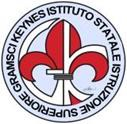 ISTITUTO STATALE ISTRUZIONE SUPERIORE GRAMSCI KEYNES